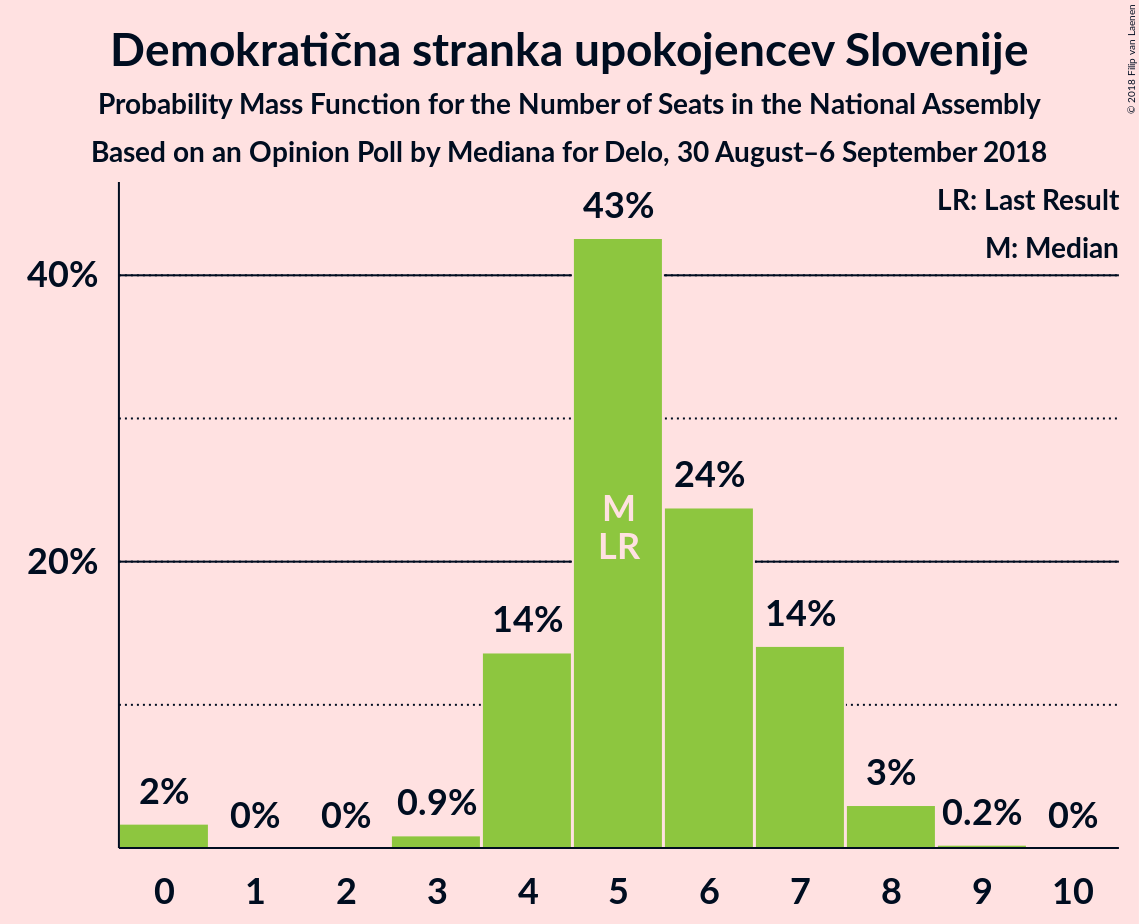 Demokratična stranka upokojencev Slovenije
Probability Mass Function for the Number of Seats in the National Assembly
Based on an Opinion Poll by Mediana for Delo, 30 August–6 September 2018
© 2018 Filip van Laenen
LR: Last Result
M: Median
43%
40%
24%
M
LR
20%
14%
14%
2%
0%
0%
0.9%
3%
0.2%
0%
0 1 2 3 4 5 6 7 8 9 10